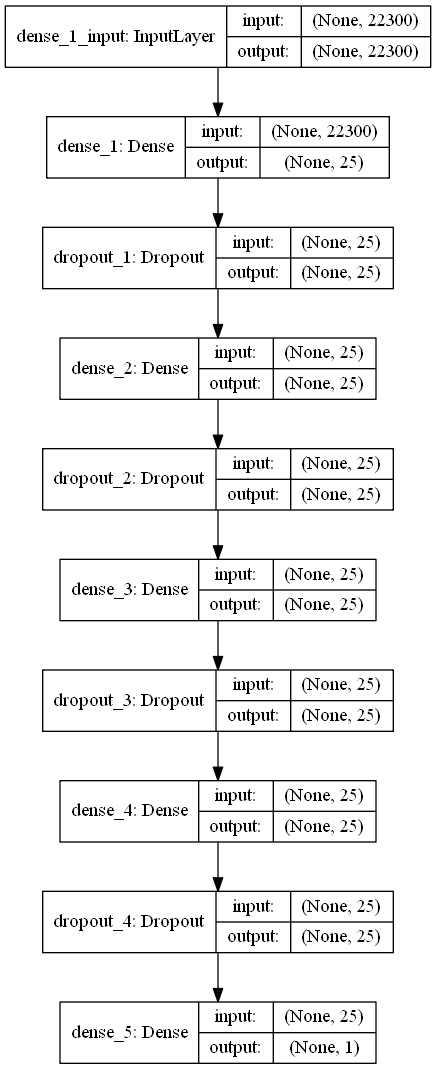 dense_1_input: InputLayer
input: (None, 22300)
output: (None, 22300)
dense_1: Dense
input: (None, 22300)
output: (None, 25)
dropout_1: Dropout
input: (None, 25)
output: (None, 25)
dense_2: Dense
input: (None, 25)
output: (None, 25)
dropout_2: Dropout
input: (None, 25)
output: (None, 25)
dense_3: Dense
input: (None, 25)
output: (None, 25)
dropout_3: Dropout
input: (None, 25)
output: (None, 25)
dense_4: Dense
input: (None, 25)
output: (None, 25)
dropout_4: Dropout
input: (None, 25)
output: (None, 25)
dense_5: Dense
input: (None, 25)
output: (None, 1)